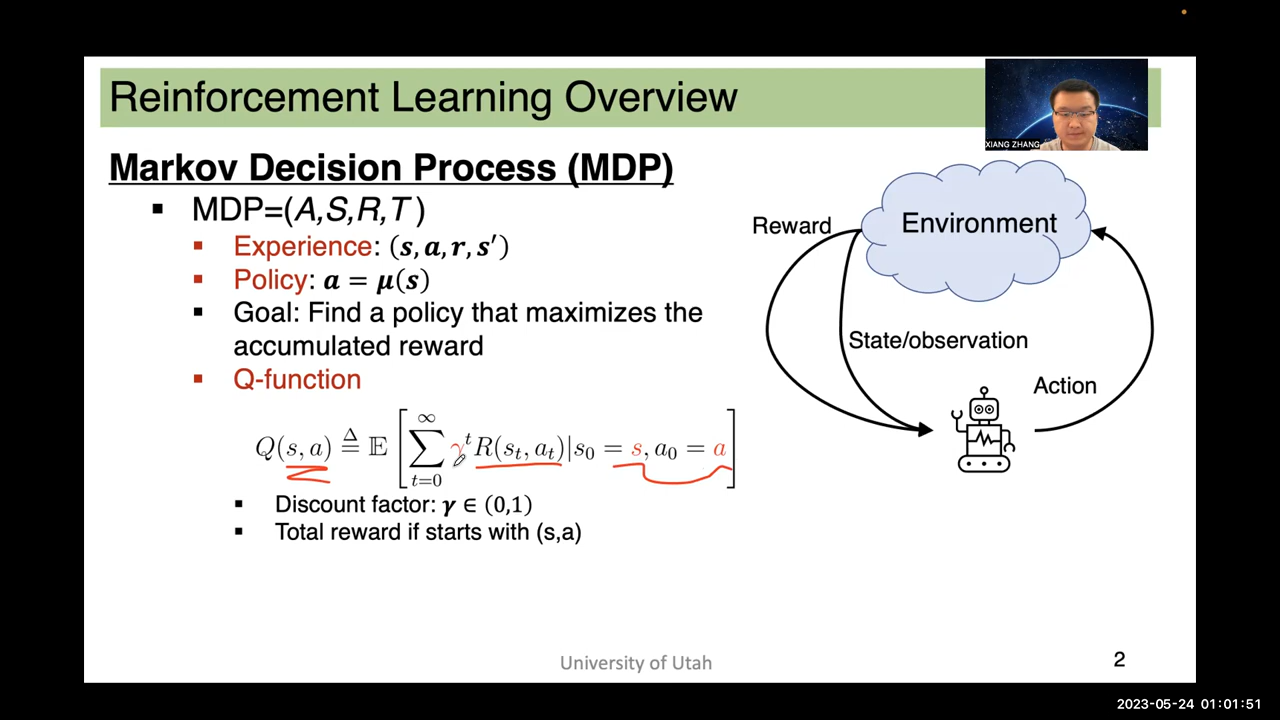 Reinforcement Learning Overview
XIANG ZHANG
Markov Decision Process (MDP)
▪ MDP=(A,S,R,T )
▪ Experience: (s, a, r, s′)
▪ Policy: a = μ(s)
▪ Goal: Find a policy that maximizes the
accumulated reward
▪ Q-function
Q(s, a) ≜ 𝔼 [∑_{t=0}^{∞} γ^t R(s_t, a_t)|s_0 = s, a_0 = a]
▪ Discount factor: γ ∈ (0,1)
▪ Total reward if starts with (s,a)
Reward
Environment
State/observation
Action
University of Utah
2
2023-05-24 01:01:51